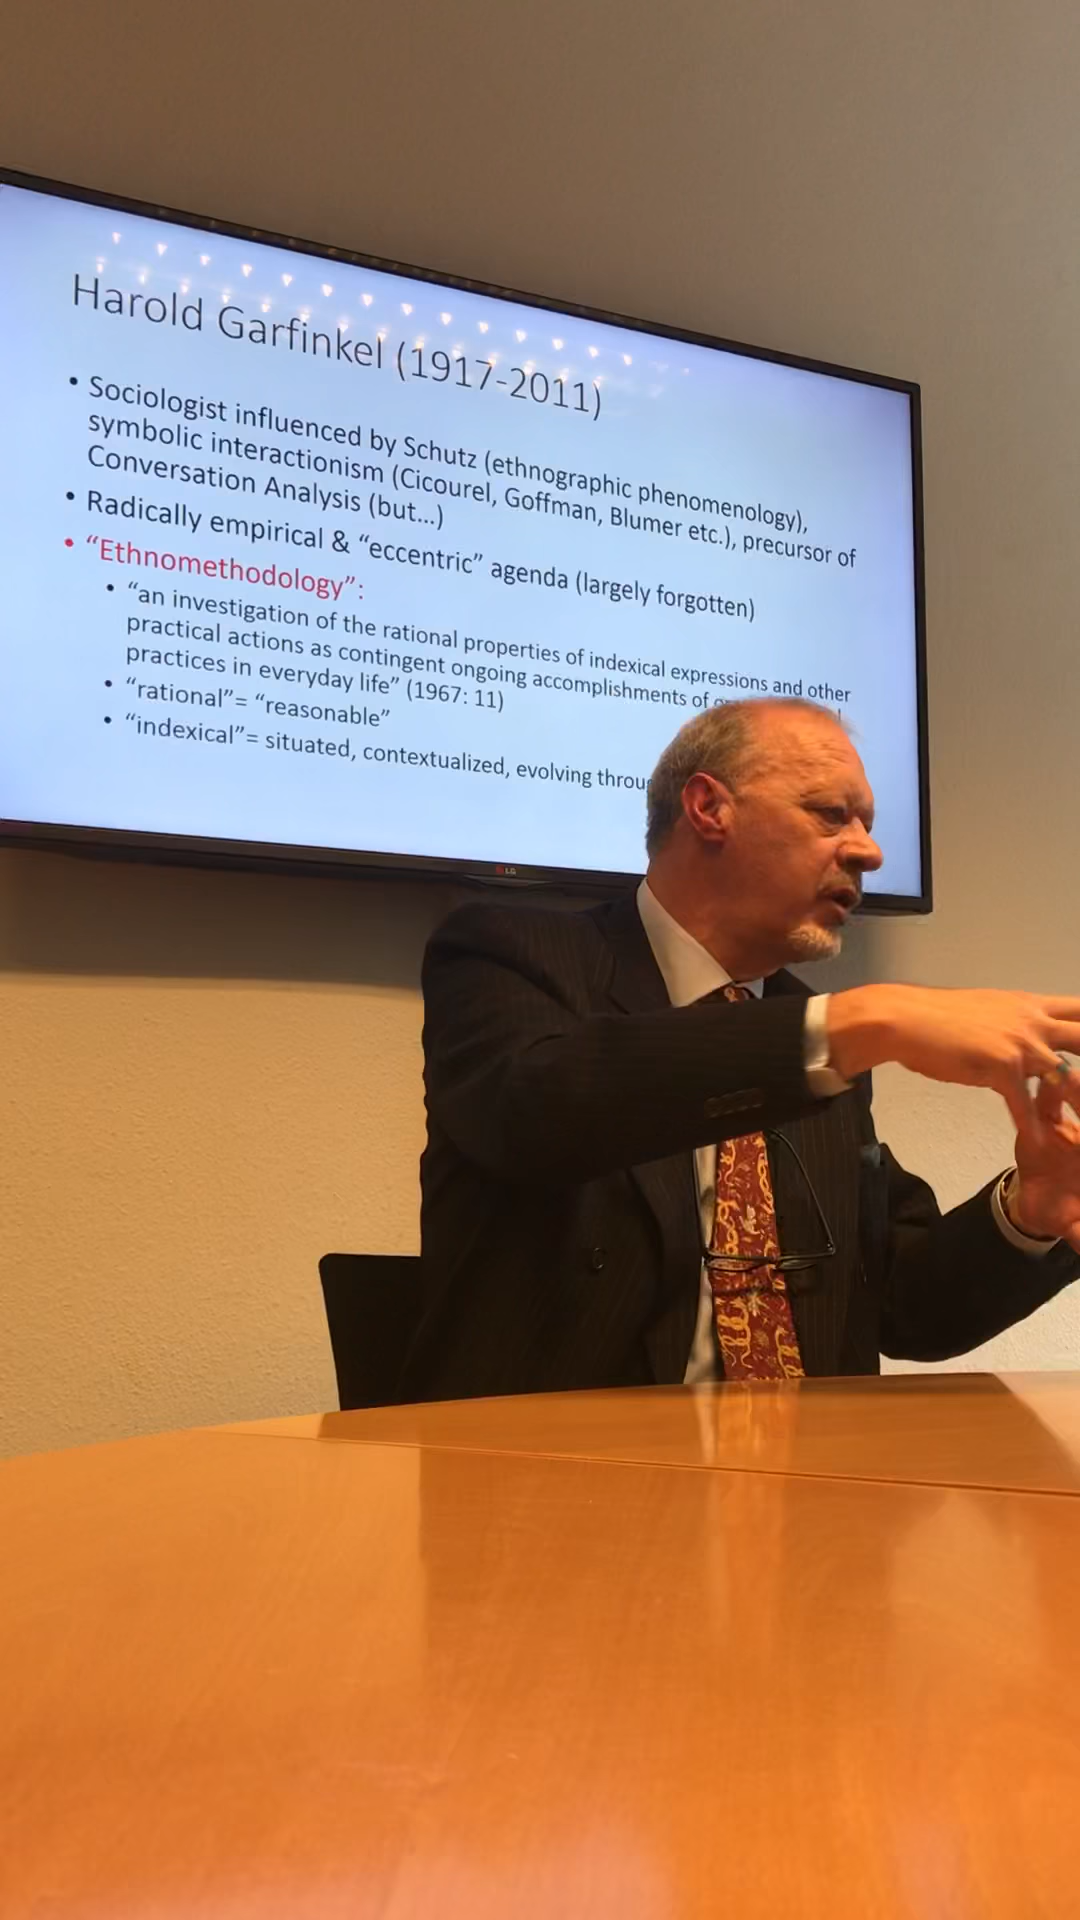 Harold Garfinkel (1917-2011)
• Sociologist influenced by Schutz (ethnographic phenomenology),
symbolic interactionism (Cicourel, Goffman, Blumer etc.), precursor of
Conversation Analysis (but...)
• Radically empirical & “eccentric” agenda (largely forgotten)
• “Ethnomethodology”:
• “an investigation of the rational properties of indexical expressions and other
practical actions as contingent ongoing accomplishments of
practices in everyday life” (1967: 11)
• “rational”= “reasonable”
• “indexical”= situated, contextualized, evolving
LG